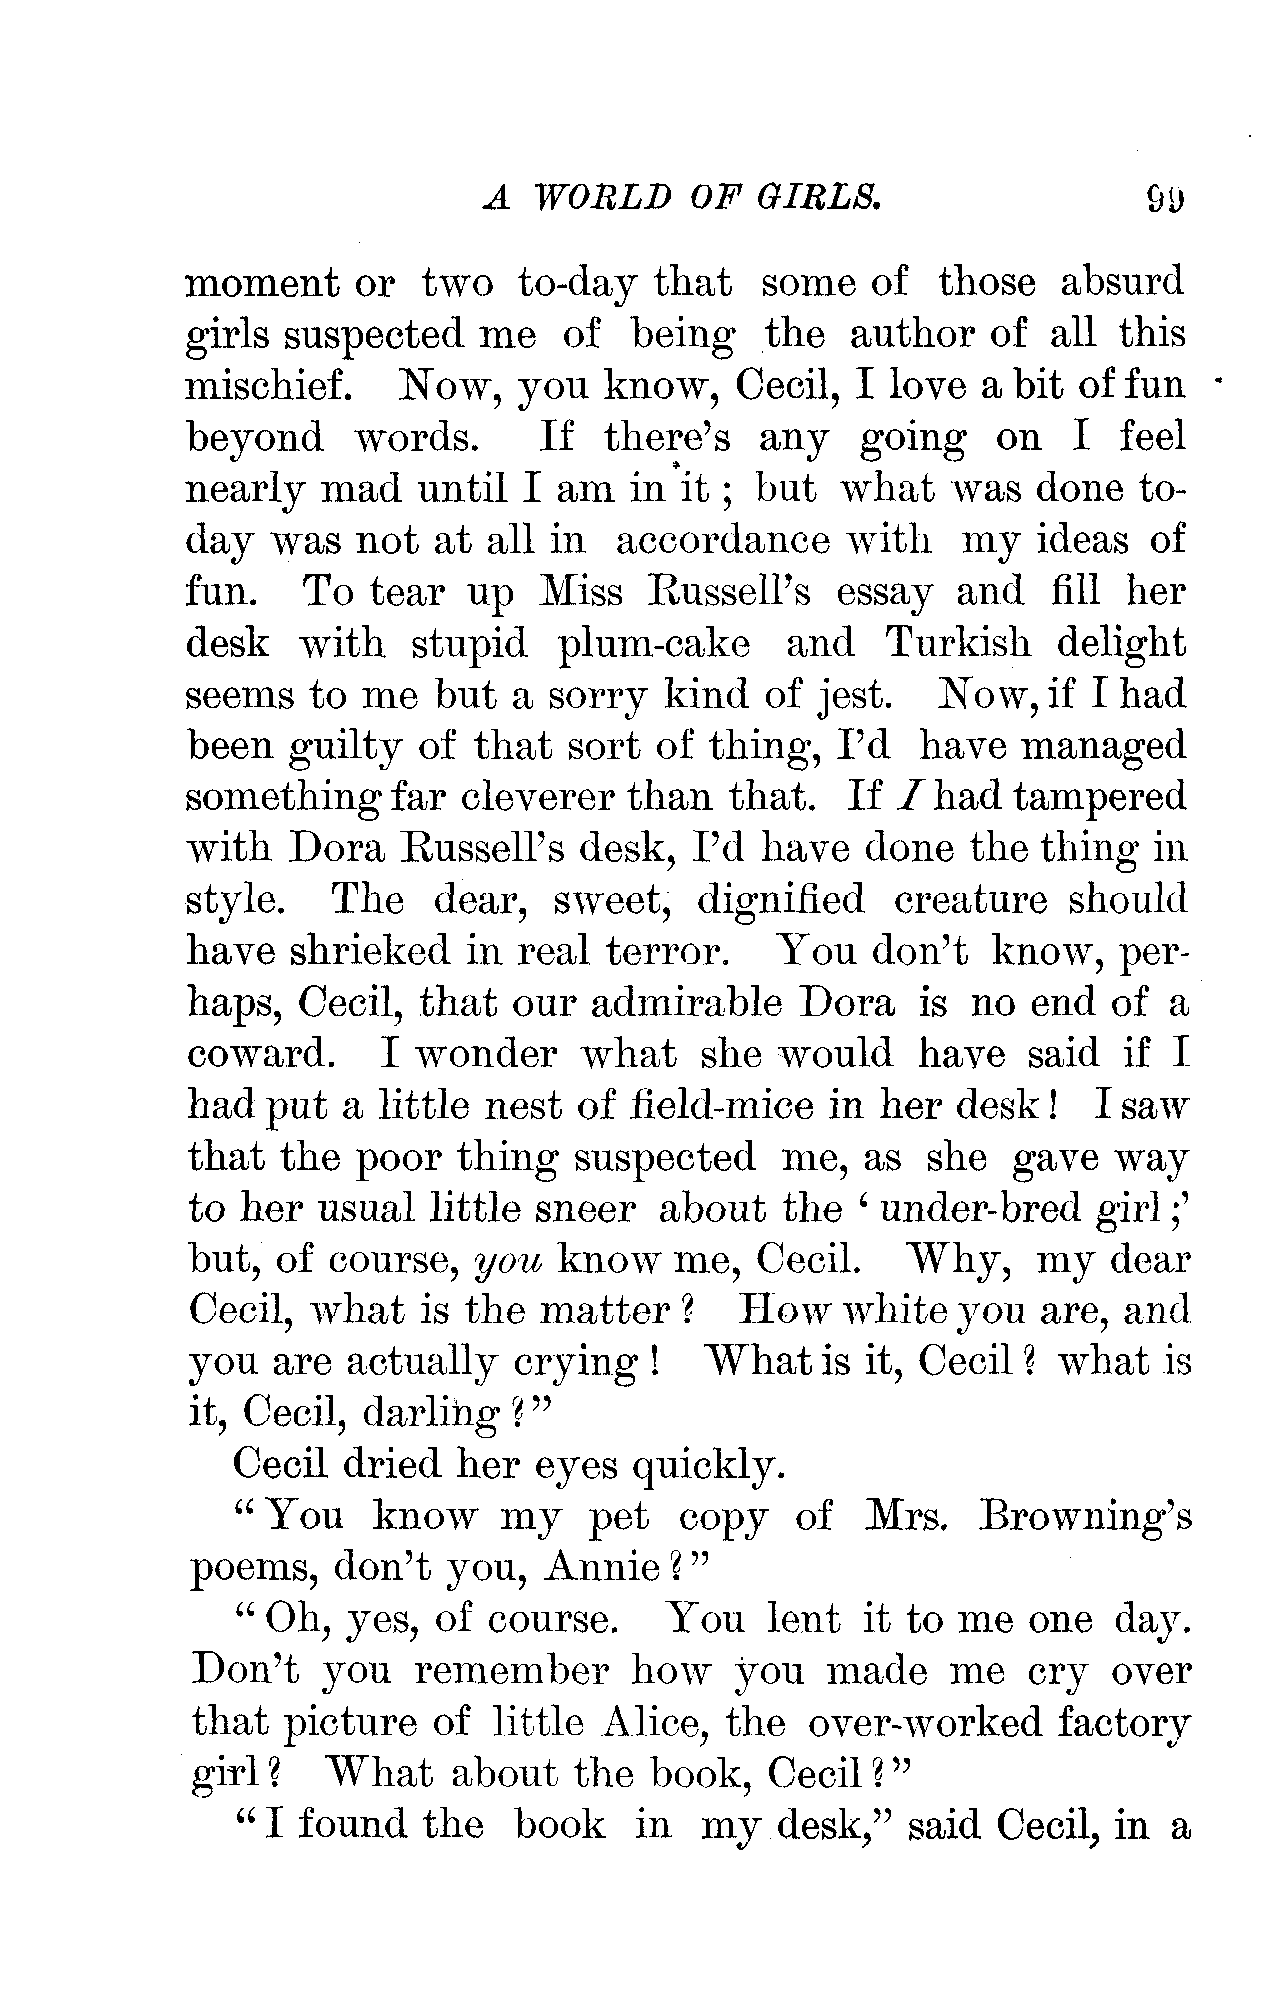 A WORLD OF GIRLS. 99
moment or two to-day that some of those absurd
girls suspected me of being the author of all this
mischief. Now, you know, Cecil, I love a bit of fun
beyond words. If there's any going on I feel
nearly mad until I am in it ; but what was done to-
day was not at all in accordance with my ideas of
fun. To tear up Miss Russell's essay and fill her
desk with stupid plum-cake and Turkish delight
seems to me but a sorry kind of jest. Now, if I had
been guilty of that sort of thing, I'd have managed
something far cleverer than that. If I had tampered
with Dora Russell's desk, I'd have done the thing in
style. The dear, sweet, dignified creature should
have shrieked in real terror. You don't know, per-
haps, Cecil, that our admirable Dora is no end of a
coward. I wonder what she would have said if I
had put a little nest of field-mice in her desk! I saw
that the poor thing suspected me, as she gave way
to her usual little sneer about the ‘ under-bred girl ;’
but, of course, you know me, Cecil. Why, my dear
Cecil, what is the matter ? How white you are, and
you are actually crying ! What is it, Cecil ? what is
it, Cecil, darling ?”
Cecil dried her eyes quickly.
“ You know my pet copy of Mrs. Browning's
poems, don't you, Annie ?”
“ Oh, yes, of course. You lent it to me one day.
Don't you remember how you made me cry over
that picture of little Alice, the over-worked factory
girl ? What about the book, Cecil ?”
“ I found the book in my desk,” said Cecil, in a